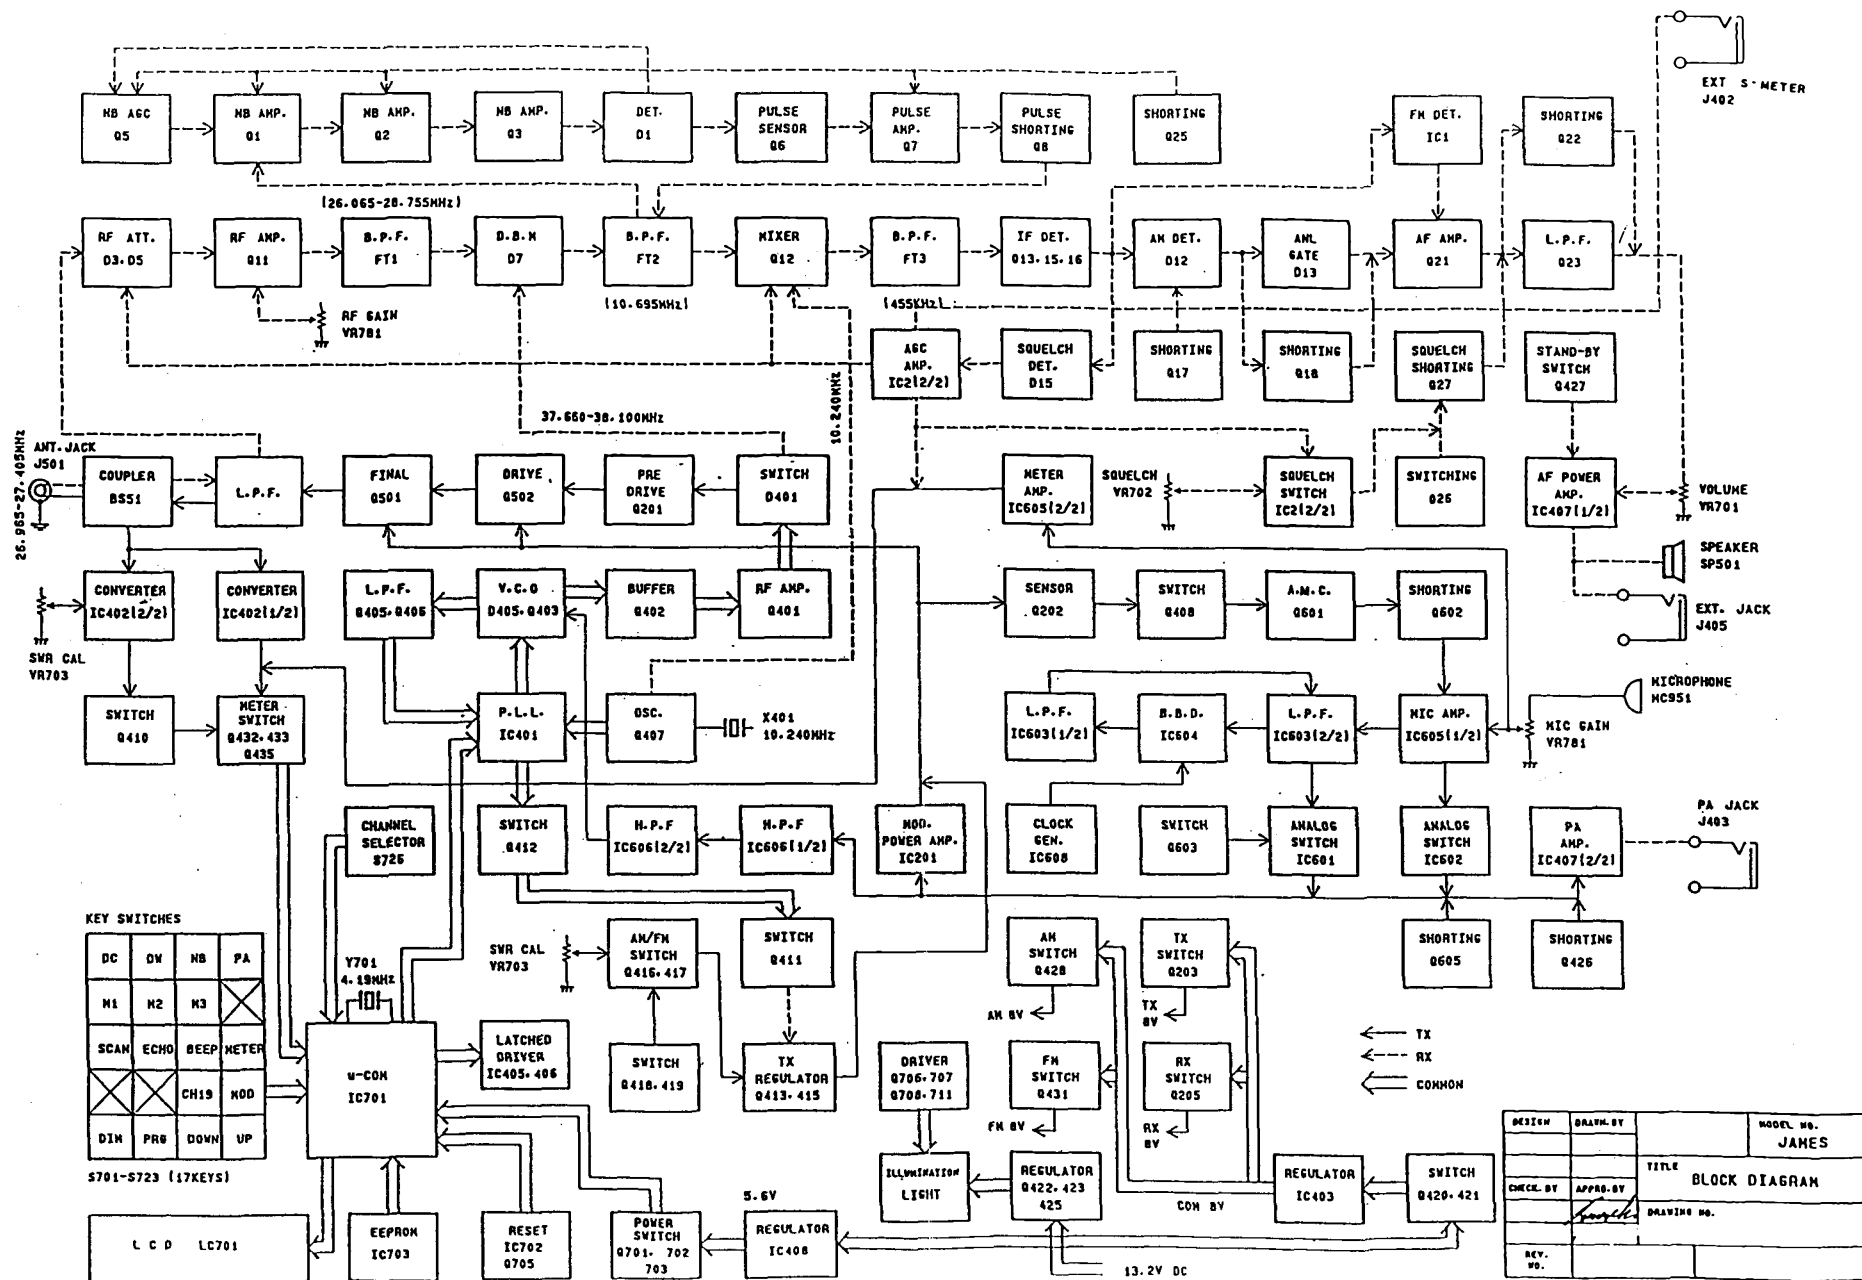 EXT S-METER
J402
NB AGC
Q5
NB AMP.
Q1
NB AMP.
Q2
NB AMP.
Q3
DET.
D1
PULSE
SENSOR
Q6
PULSE
AMP.
Q7
PULSE
SHORTING
Q8
SHORTING
Q25
FM DET.
IC1
SHORTING
Q22
(26.065-28.755MHz)
RF ATT.
D3.D5
RF AMP.
Q11
B.P.F.
FT1
D.B.M
D7
B.P.F.
FT2
MIXER
Q12
B.P.F.
FT3
IF DET.
Q13.15.16
AM DET.
D12
ANL
GATE
D13
AF AMP.
Q21
L.P.F.
Q23
(10.695MHz)
(455KHz)
RF GAIN
VR781
AGC
AMP.
IC2(2/2)
SQUELCH
DET.
D15
SHORTING
Q17
SHORTING
Q18
SQUELCH
SHORTING
Q27
STAND-BY
SWITCH
Q427
10.240MHz
37.660-38.100MHz
26.965-27.405MHz
ANT.JACK
J501
COUPLER
BS51
L.P.F.
FINAL
Q501
DRIVE
Q502
PRE
DRIVE
Q201
SWITCH
D401
METER
AMP.
IC605(2/2)
SQUELCH
VR702
SQUELCH
SWITCH
IC2(2/2)
SWITCHING
Q26
AF POWER
AMP.
IC407(1/2)
VOLUME
VR701
SPEAKER
SP501
CONVERTER
IC402(2/2)
CONVERTER
IC402(1/2)
L.P.F.
Q405.Q406
V.C.O
D405.Q403
BUFFER
Q402
RF AMP.
Q401
SENSOR
Q202
SWITCH
Q408
A.M.C.
Q601
SHORTING
Q602
EXT. JACK
J405
SWR CAL
VR703
SWITCH
Q410
METER
SWITCH
Q432.433
Q435
P.L.L.
IC401
OSC.
Q407
X401
10.240MHz
L.P.F.
IC603(1/2)
B.B.D.
IC604
L.P.F.
IC603(2/2)
MIC AMP.
IC605(1/2)
MICROPHONE
MC951
MIC GAIN
VR781
CHANNEL
SELECTOR
S726
SWITCH
Q412
H.P.F
IC606(2/2)
H.P.F
IC606(1/2)
MOD.
POWER AMP.
IC201
CLOCK
GEN.
IC608
SWITCH
Q603
ANALOG
SWITCH
IC601
ANALOG
SWITCH
IC602
PA
AMP.
IC407(2/2)
PA JACK
J403
KEY SWITCHES
DC DW NB PA
M1 M2 M3
SCAN ECHO BEEP METER
CH19 MOD
DIM PRG DOWN UP
S701-S723 (17KEYS)
Y701
4.19MHz
SWR CAL
VR703
AM/FM
SWITCH
Q416.417
SWITCH
Q411
AM
SWITCH
Q428
TX
SWITCH
Q203
SHORTING
Q605
SHORTING
Q426
AM 8V
TX
8V
u-COM
IC701
LATCHED
DRIVER
IC405.406
SWITCH
Q418.419
TX
REGULATOR
Q413.415
DRIVER
Q706.707
Q708.711
FM
SWITCH
Q431
RX
SWITCH
Q205
TX
RX
COMMON
FM 8V
RX
8V
ILLUMINATION
LIGHT
REGULATOR
Q422.423
425
COM 8V
REGULATOR
IC403
SWITCH
Q420.421
LCD LC701
EEPROM
IC703
RESET
IC702
Q705
POWER
SWITCH
Q701. 702
703
5.6V
REGULATOR
IC408
13.2V DC
DESIGN DRAWN.BY MODEL NO.
JAMES
TITLE
BLOCK DIAGRAM
CHECK.BY APPRO.BY DRAWING NO.
REV.
NO.